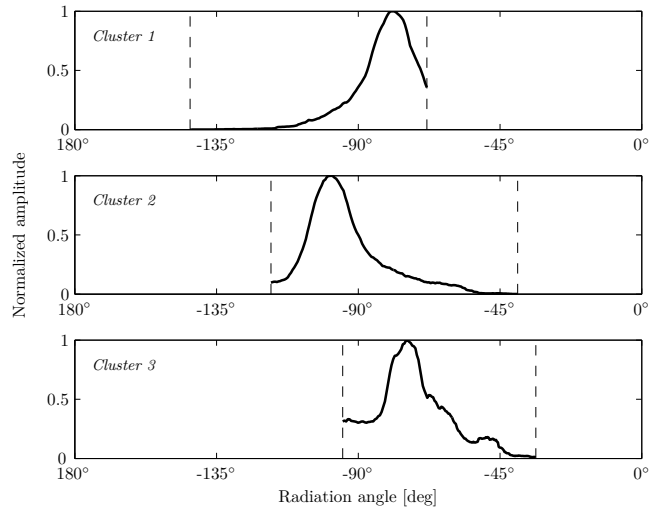 1
Cluster 1
0.5
0
180° -135° -90° -45° 0°
1
Cluster 2
0.5
0
180° -135° -90° -45° 0°
1
Cluster 3
0.5
0
180° -135° -90° -45° 0°
Normalized amplitude
Radiation angle [deg]